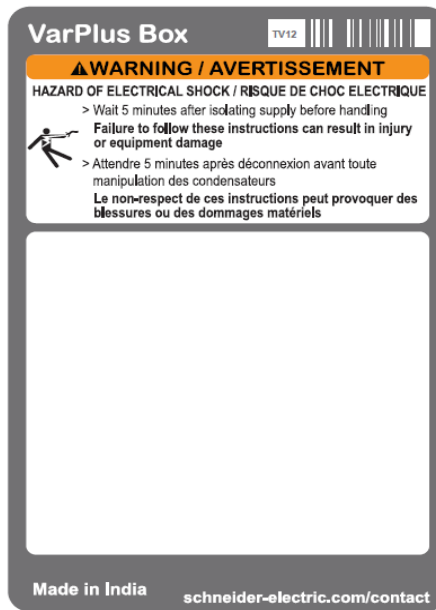 VarPlus Box
TV12
WARNING / AVERTISSEMENT
HAZARD OF ELECTRICAL SHOCK / RISQUE DE CHOC ELECTRIQUE
> Wait 5 minutes after isolating supply before handling
Failure to follow these instructions can result in injury
or equipment damage
> Attendre 5 minutes après déconnexion avant toute
manipulation des condensateurs
Le non-respect de ces instructions peut provoquer des
blessures ou des dommages matériels
Made in India
schneider-electric.com/contact